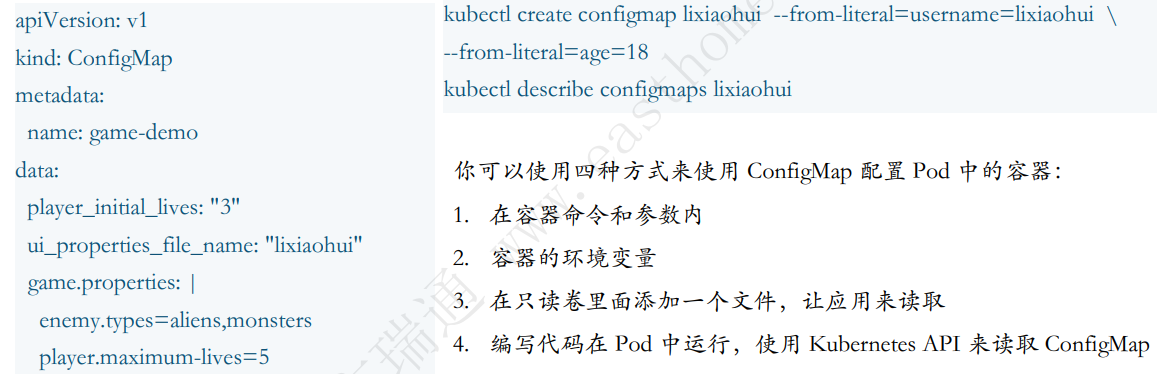 apiVersion: v1
kind: ConfigMap
metadata:
  name: game-demo
data:
  player_initial_lives: "3"
  ui_properties_file_name: "lixiaohui"
  game.properties: |
    enemy.types=aliens,monsters
    player.maximum-lives=5
kubectl create configmap lixiaohui --from-literal=username=lixiaohui \
--from-literal=age=18
kubectl describe configmaps lixiaohui
你可以使用四种方式来使用 ConfigMap 配置 Pod 中的容器：
1. 在容器命令和参数内
2. 容器的环境变量
3. 在只读卷里面添加一个文件，让应用来读取
4. 编写代码在 Pod 中运行，使用 Kubernetes API 来读取 ConfigMap
瑞通 www.easthome